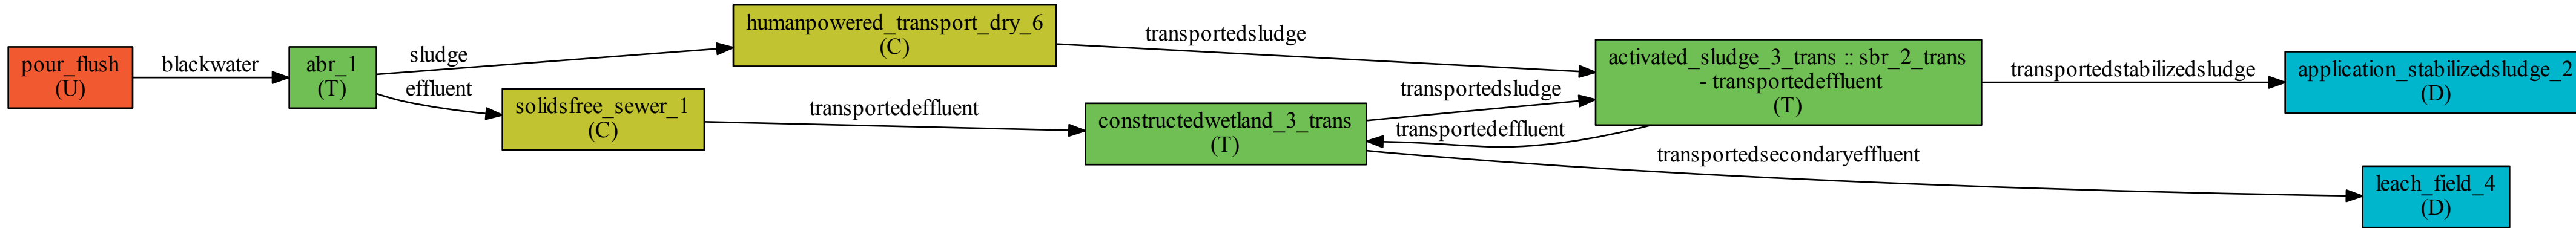 pour_flush
(U)
blackwater
abr_1
(T)
sludge
effluent
humanpowered_transport_dry_6
(C)
solidsfree_sewer_1
(C)
transportedsludge
transportedeffluent
constructedwetland_3_trans
(T)
transportedsludge
transportedeffluent
activated_sludge_3_trans :: sbr_2_trans
- transportedeffluent
(T)
transportedsecondaryeffluent
transportedstabilizedsludge
application_stabilizedsludge_2
(D)
leach_field_4
(D)